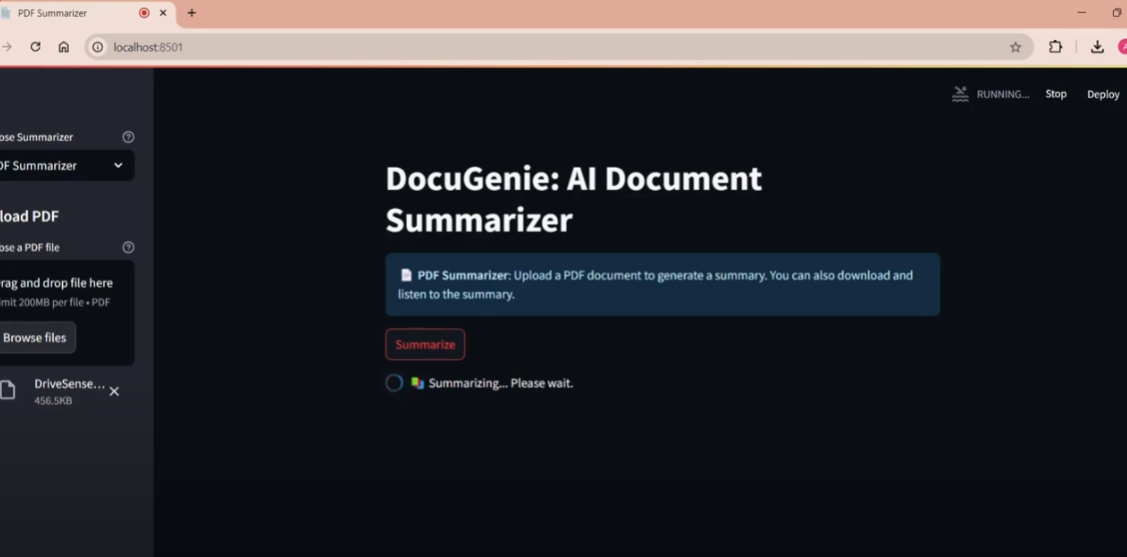 PDF Summarizer
localhost:8501
RUNNING...
Stop
Deploy
ose Summarizer
DF Summarizer
load PDF
ose a PDF file
rag and drop file here
mit 200MB per file • PDF
Browse files
DriveSense...
456.5KB
DocuGenie: AI Document
Summarizer
PDF Summarizer: Upload a PDF document to generate a summary. You can also download and
listen to the summary.
Summarize
Summarizing... Please wait.